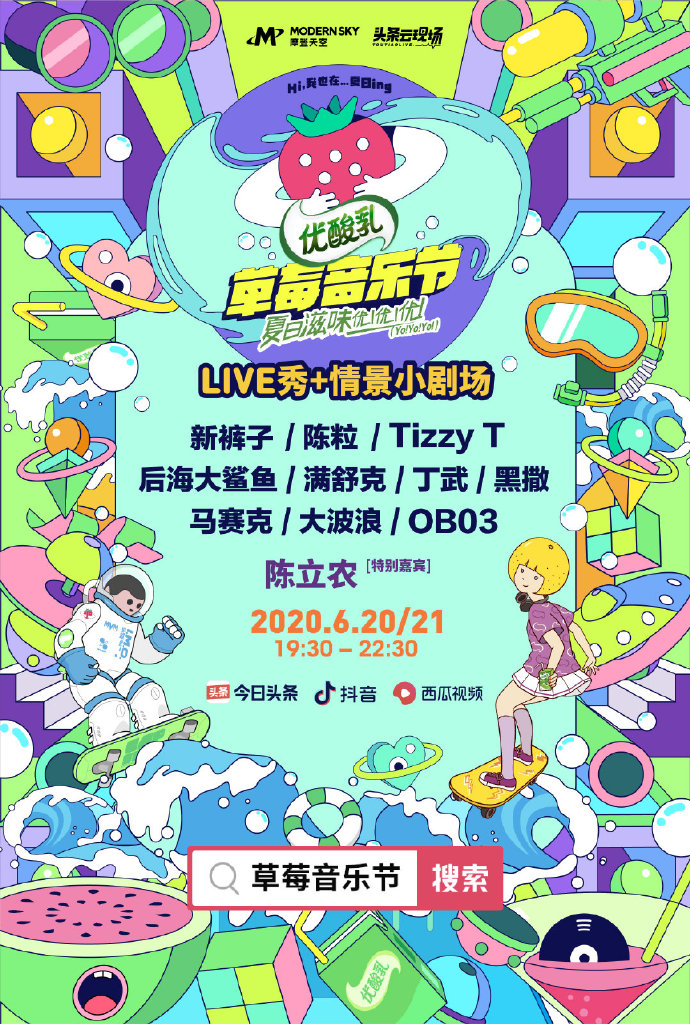 MODERNSKY
摩登天空
头条云现场
TOUTIAOLIVE
Hi,我也在...夏日ing
优酸乳
草莓音乐节
夏日滋味优!优!优!
(Yo!Yo!Yo!)
LIVE秀+情景小剧场
新裤子 / 陈粒 / Tizzy T
后海大鲨鱼 / 满舒克 / 丁武 / 黑撒
马赛克 / 大波浪 / OB03
陈立农 [特别嘉宾]
2020.6.20/21
19:30 – 22:30
头条 今日头条 抖音 西瓜视频
草莓音乐节 搜索
优酸乳